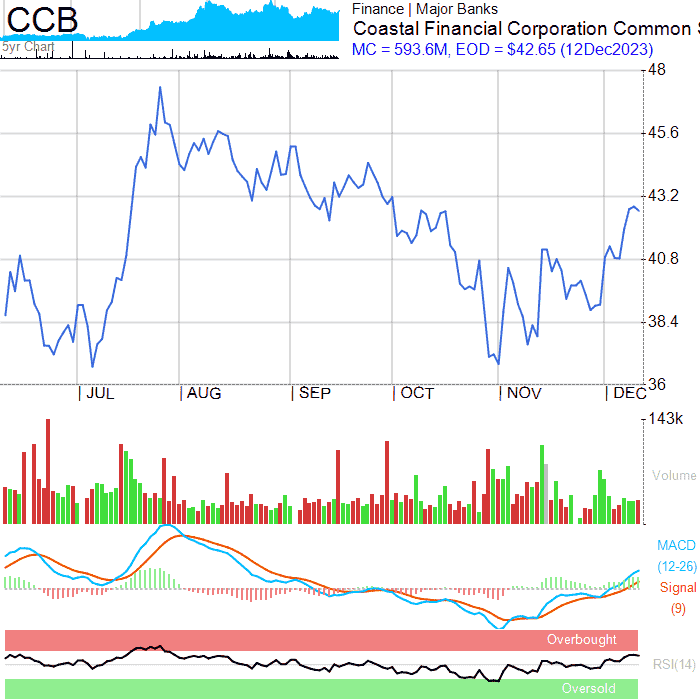 CCB
5yr Chart
Finance | Major Banks
Coastal Financial Corporation Common S
MC = 593.6M, EOD = $42.65 (12Dec2023)
48
45.6
43.2
40.8
38.4
36
| JUL | AUG | SEP | OCT | NOV | DEC
143k
Volume
MACD
(12-26)
Signal
(9)
Overbought
RSI(14)
Oversold